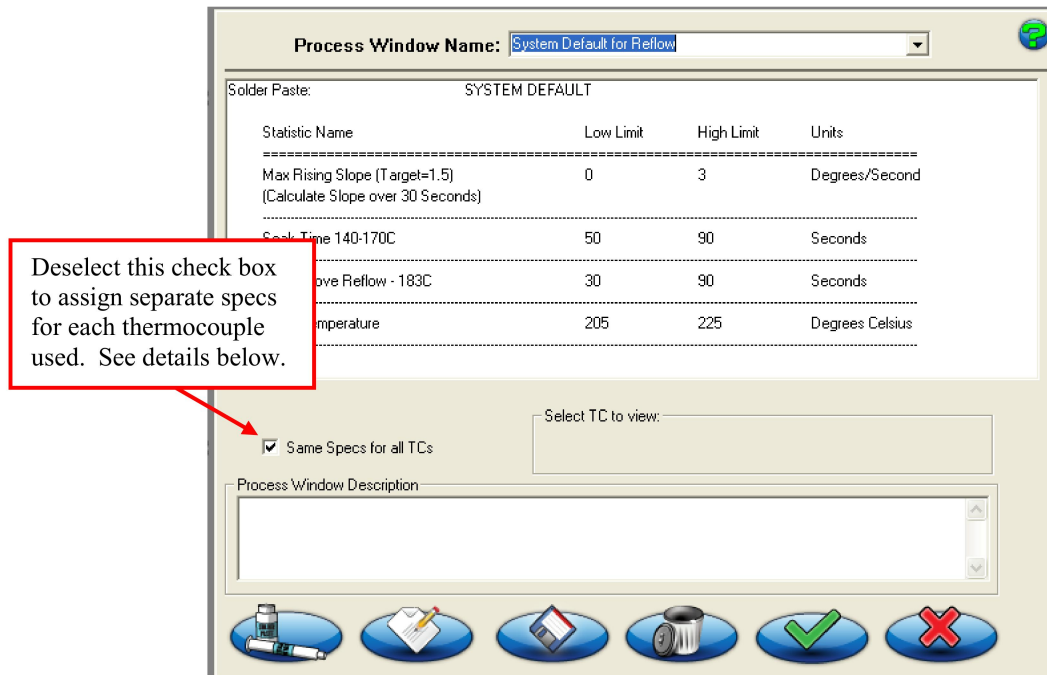 Process Window Name: System Default for Reflow
Solder Paste: SYSTEM DEFAULT
Statistic Name Low Limit High Limit Units
Max Rising Slope (Target=1.5) 0 3 Degrees/Second
(Calculate Slope over 30 Seconds)
Soak Time 140-170C 50 90 Seconds
ove Reflow - 183C 30 90 Seconds
emperature 205 225 Degrees Celsius
Deselect this check box
to assign separate specs
for each thermocouple
used. See details below.
Select TC to view:
Same Specs for all TCs
Process Window Description